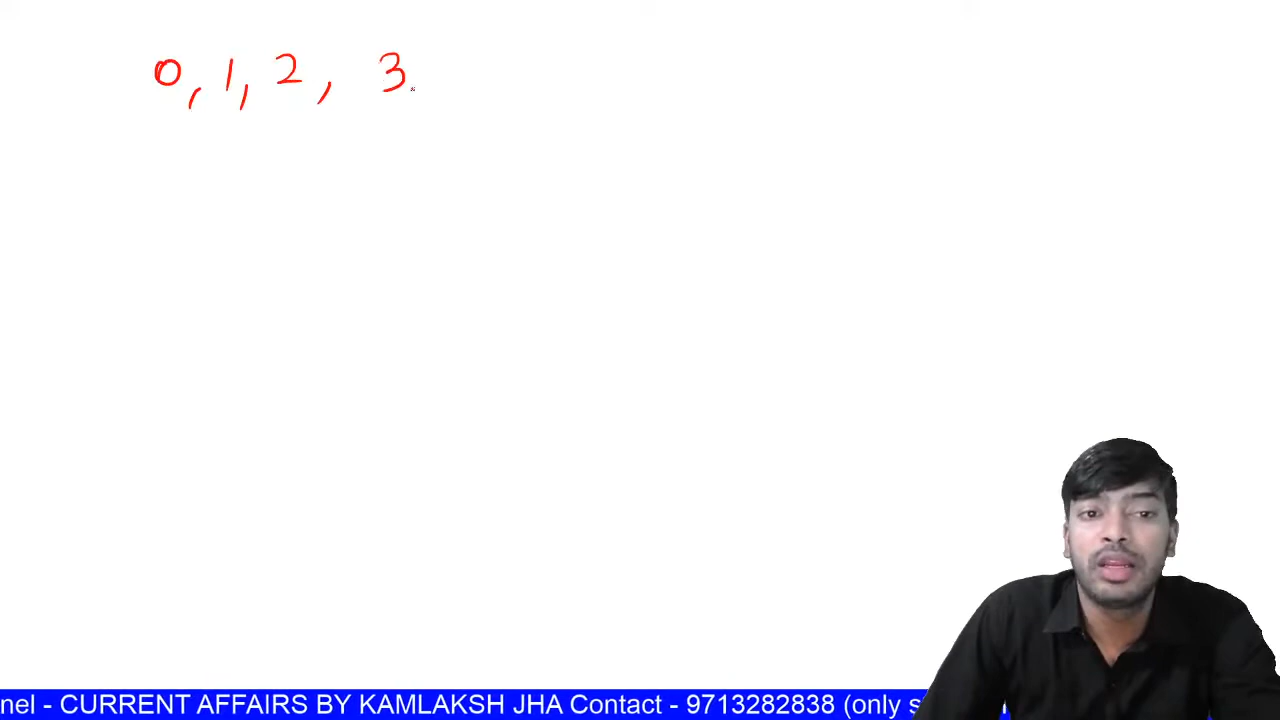 0, 1, 2, 3
nel - CURRENT AFFAIRS BY KAMLAKSH JHA Contact - 9713282838 (only